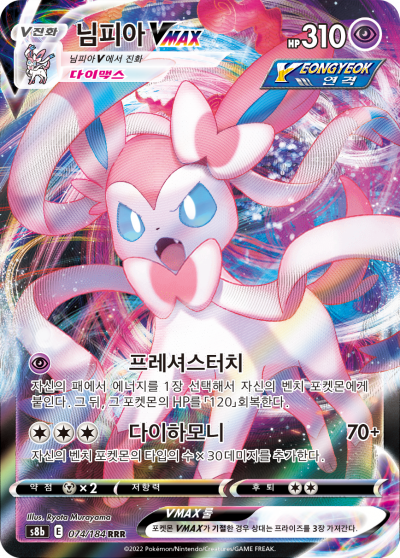 V진화
님피아VMAX
HP 310
님피아V에서 진화
다이맥스
YEONGYEOK
연격
프레셔스터치
자신의 패에서 에너지를 1장 선택해서 자신의 벤치 포켓몬에게
붙인다. 그 뒤, 그 포켓몬의 HP를 「120」회복한다.
다이하모니 70+
자신의 벤치 포켓몬의 타입의 수×30데미지를 추가한다.
약점 ×2 저항력 후퇴
Illus. Ryota Murayama
VMAX 룰
s8b E 074/184 RRR
포켓몬VMAX가 기절한 경우 상대는 프라이즈를 3장 가져간다.
©2022 Pokémon/Nintendo/Creatures/GAME FREAK.